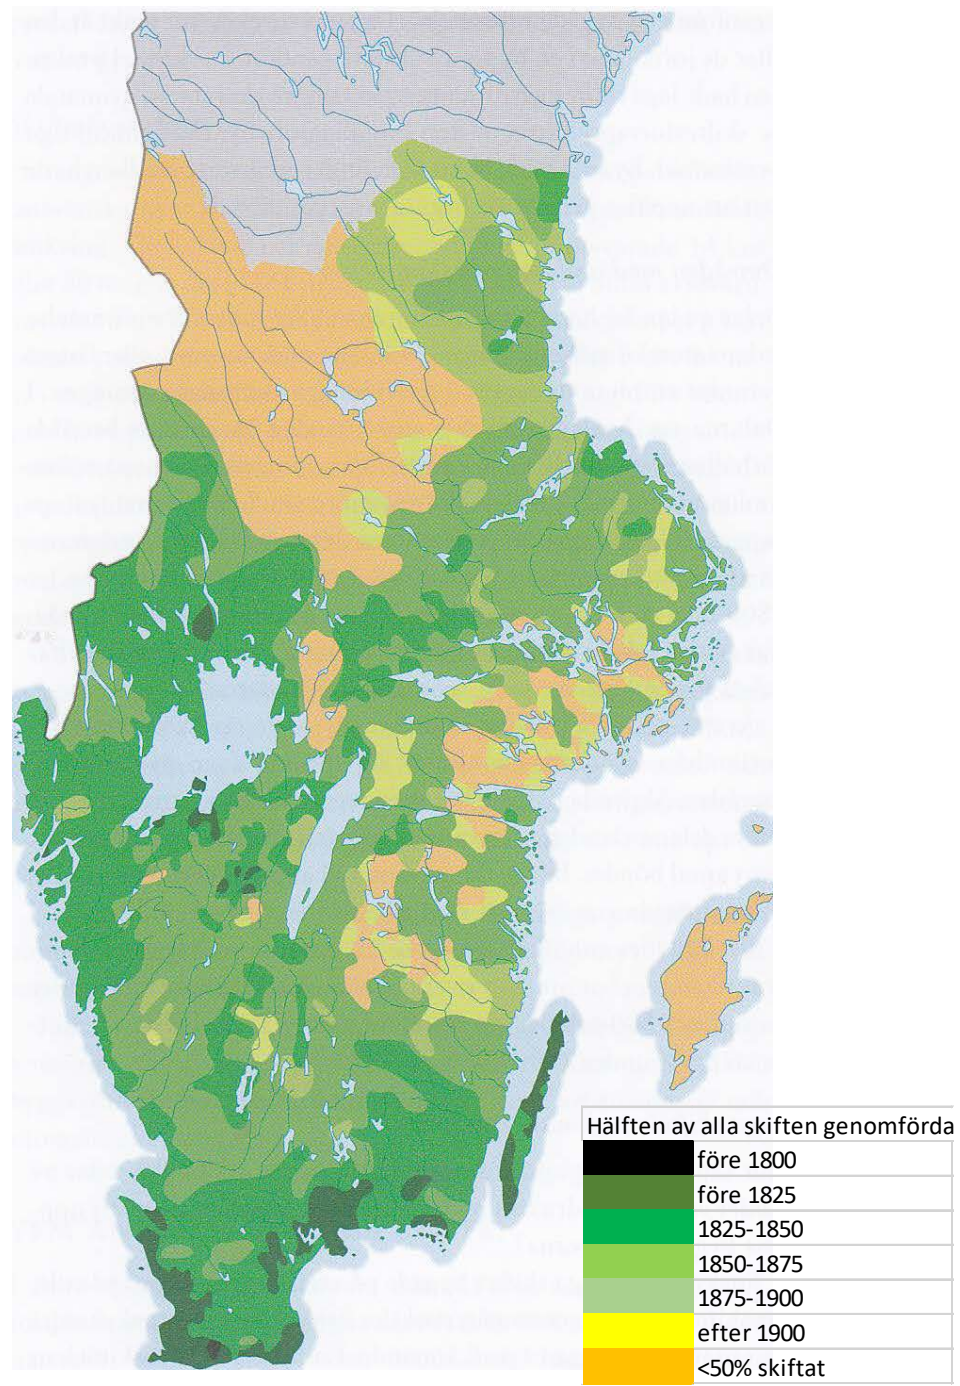 Hälften av alla skiften genomförda
före 1800
före 1825
1825-1850
1850-1875
1875-1900
efter 1900
<50% skiftat